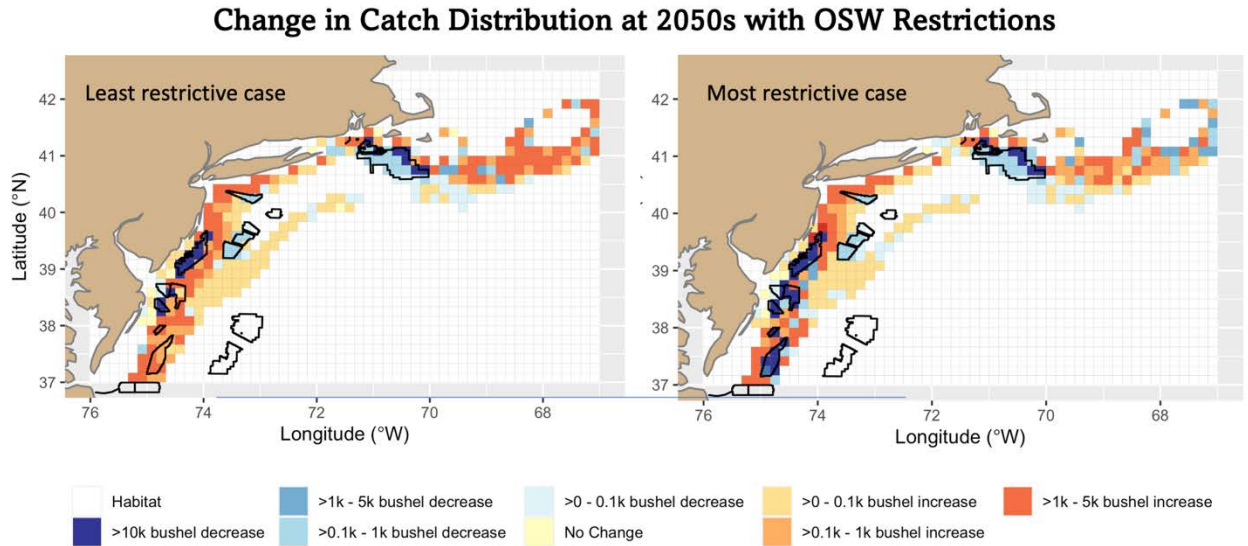 Change in Catch Distribution at 2050s with OSW Restrictions
Least restrictive case
Most restrictive case
Latitude (°N)
42
41
40
39
38
37
76
74
72
70
68
Longitude (°W)
42
41
40
39
38
37
76
74
72
70
68
Longitude (°W)
Habitat
>1k - 5k bushel decrease
>0 - 0.1k bushel decrease
>0 - 0.1k bushel increase
>1k - 5k bushel increase
>10k bushel decrease
>0.1k - 1k bushel decrease
No Change
>0.1k - 1k bushel increase